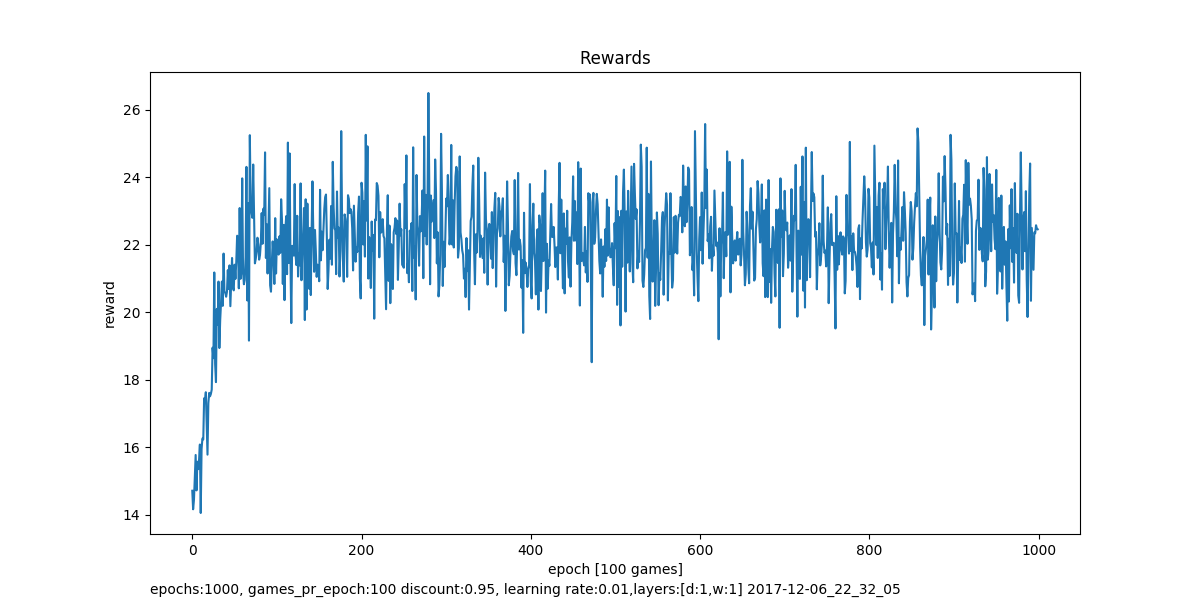 Rewards
26
24
22
20
18
16
14
reward
0 200 400 600 800 1000
epoch [100 games]
epochs:1000, games_pr_epoch:100 discount:0.95, learning rate:0.01,layers:[d:1,w:1] 2017-12-06_22_32_05